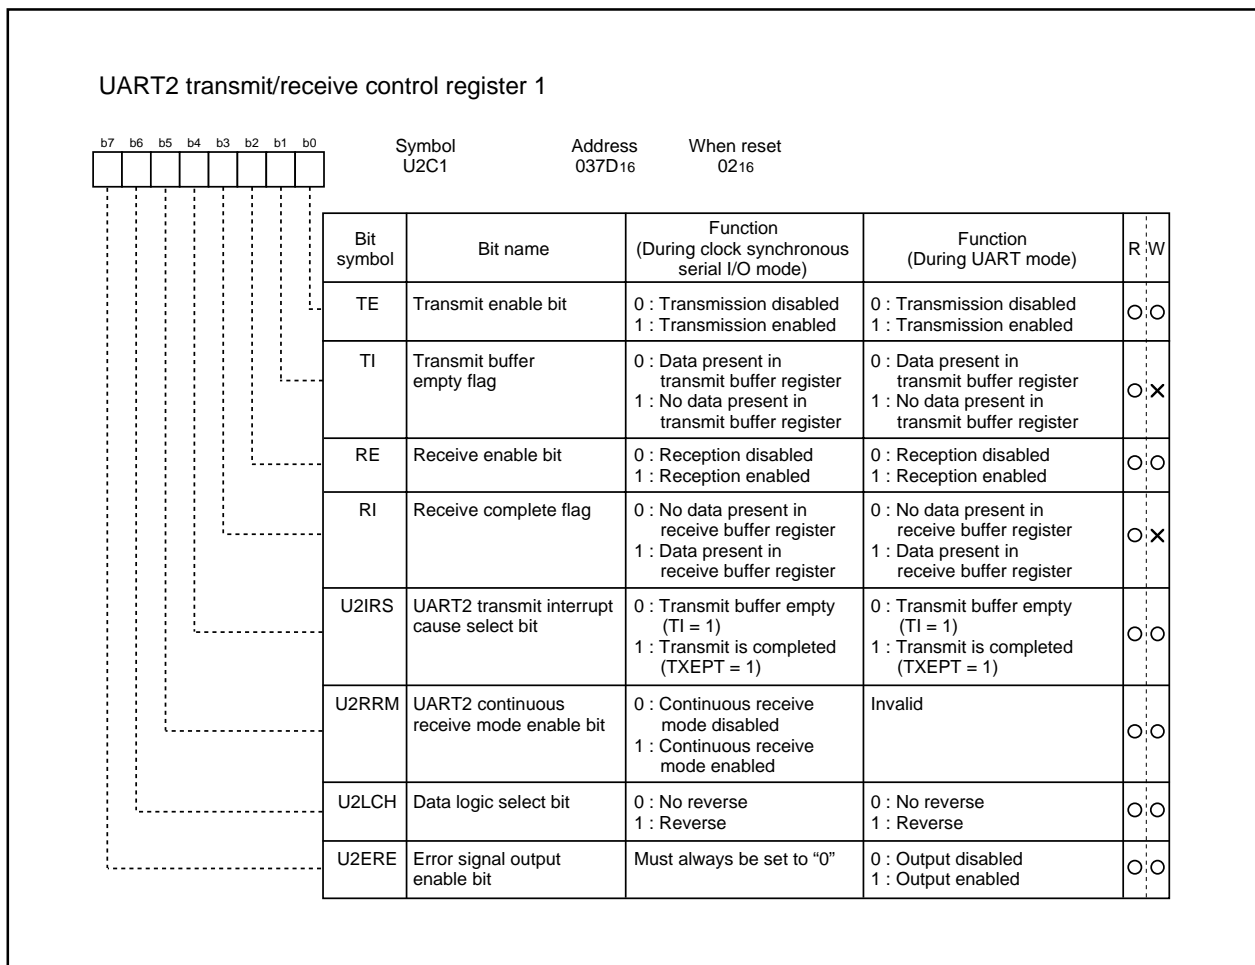 UART2 transmit/receive control register 1
b7 b6 b5 b4 b3 b2 b1 b0
Symbol Address When reset
U2C1 037D16 0216
Bit symbol Bit name Function (During clock synchronous serial I/O mode) Function (During UART mode) R W
TE Transmit enable bit
0 : Transmission disabled
1 : Transmission enabled
0 : Transmission disabled
1 : Transmission enabled
TI Transmit buffer
empty flag
0 : Data present in
transmit buffer register
1 : No data present in
transmit buffer register
0 : Data present in
transmit buffer register
1 : No data present in
transmit buffer register
RE Receive enable bit
0 : Reception disabled
1 : Reception enabled
0 : Reception disabled
1 : Reception enabled
RI Receive complete flag
0 : No data present in
receive buffer register
1 : Data present in
receive buffer register
0 : No data present in
receive buffer register
1 : Data present in
receive buffer register
U2IRS UART2 transmit interrupt
cause select bit
0 : Transmit buffer empty
(TI = 1)
1 : Transmit is completed
(TXEPT = 1)
0 : Transmit buffer empty
(TI = 1)
1 : Transmit is completed
(TXEPT = 1)
U2RRM UART2 continuous
receive mode enable bit
0 : Continuous receive
mode disabled
1 : Continuous receive
mode enabled
Invalid
U2LCH Data logic select bit
0 : No reverse
1 : Reverse
0 : No reverse
1 : Reverse
U2ERE Error signal output
enable bit
Must always be set to “0”
0 : Output disabled
1 : Output enabled